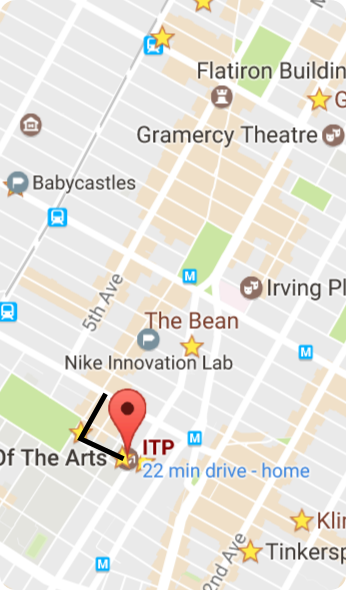 Flatiron Buildin
G
Gramercy Theatre
Babycastles
M
Irving Pl
5th Ave
The Bean
Nike Innovation Lab
M
M
ITP
Of The Arts
22 min drive - home
Klin
Tinkersp
2nd Ave
M